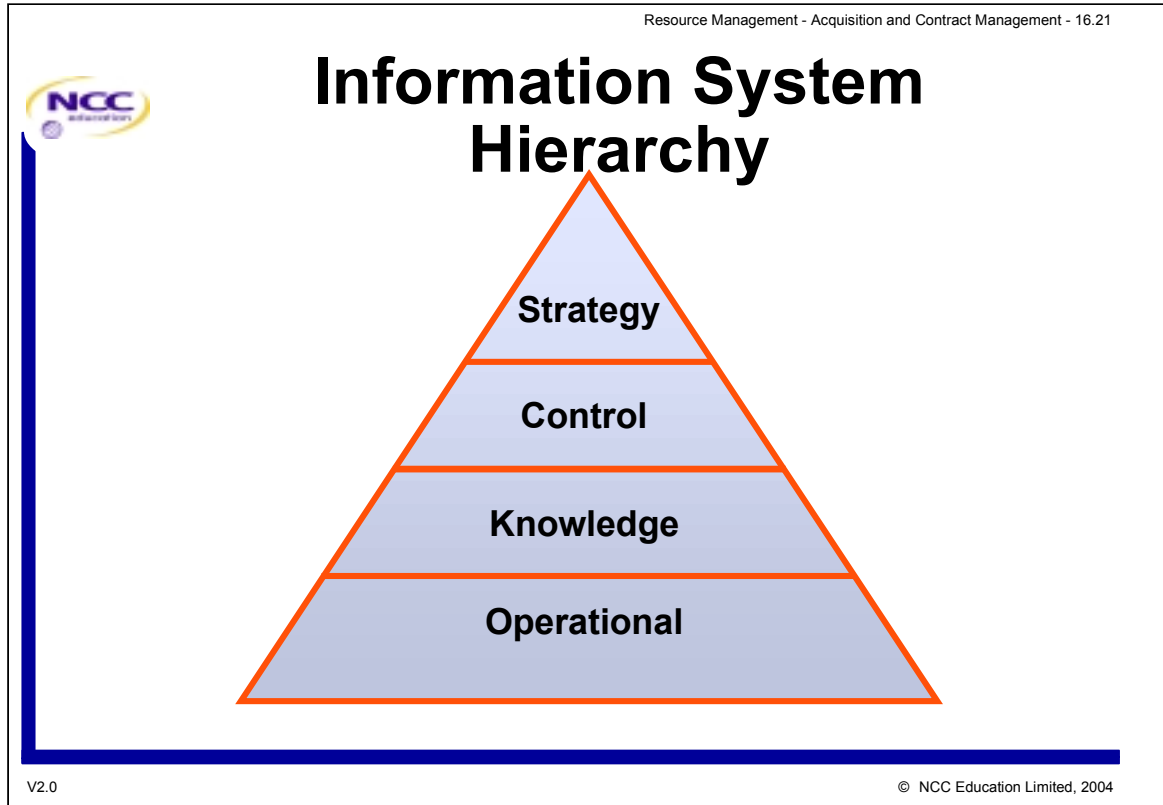 Resource Management - Acquisition and Contract Management - 16.21
NCC
education
Information System
Hierarchy
Strategy
Control
Knowledge
Operational
V2.0
© NCC Education Limited, 2004